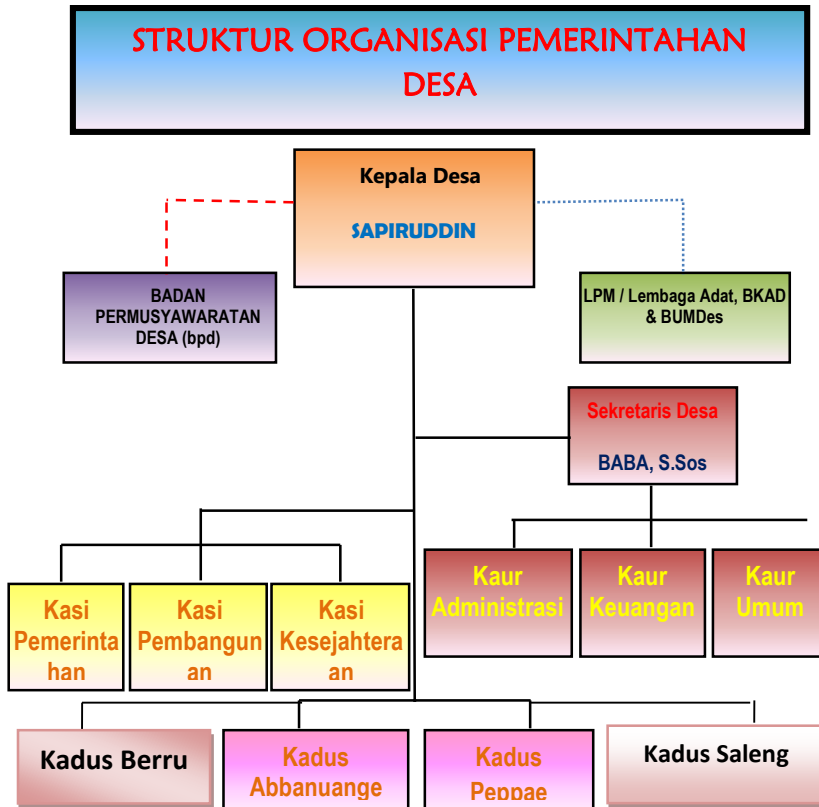 STRUKTUR ORGANISASI PEMERINTAHAN
DESA
Kepala Desa
SAPIRUDDIN
BADAN
PERMUSYAWARATAN
DESA (bpd)
LPM / Lembaga Adat, BKAD
& BUMDes
Sekretaris Desa
BABA, S.Sos
Kaur
Administrasi
Kaur
Keuangan
Kaur
Umum
Kasi
Pemerinta
han
Kasi
Pembangun
an
Kasi
Kesejahtera
an
Kadus Berru
Kadus
Abbanuange
Kadus
Peppae
Kadus Saleng